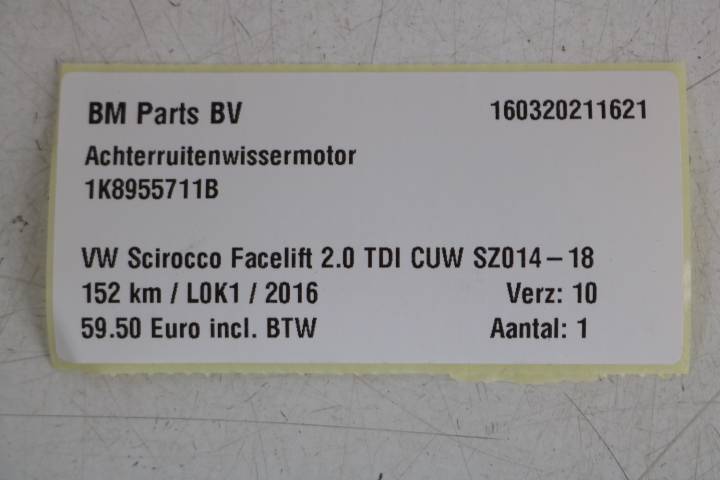 BM Parts BV 160320211621
Achterruitenwissermotor
1K8955711B
VW Scirocco Facelift 2.0 TDI CUW SZ014-18
152 km / L0K1 / 2016 Verz: 10
59.50 Euro incl. BTW Aantal: 1